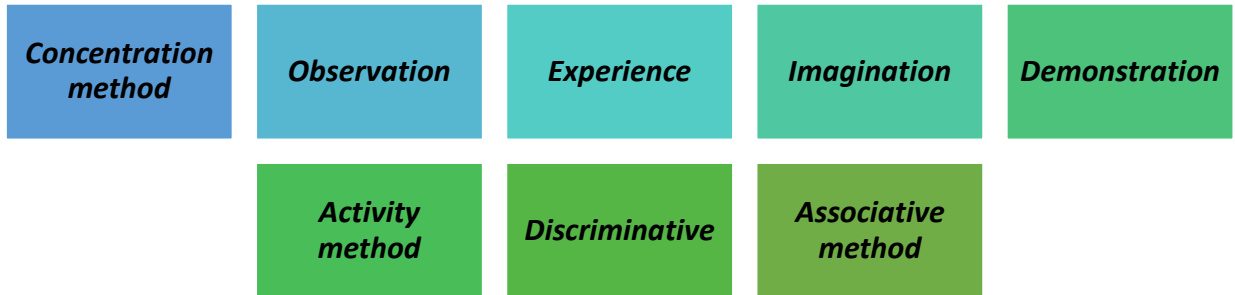 Concentration
method
Observation
Experience
Imagination
Demonstration
Activity
method
Discriminative
Associative
method